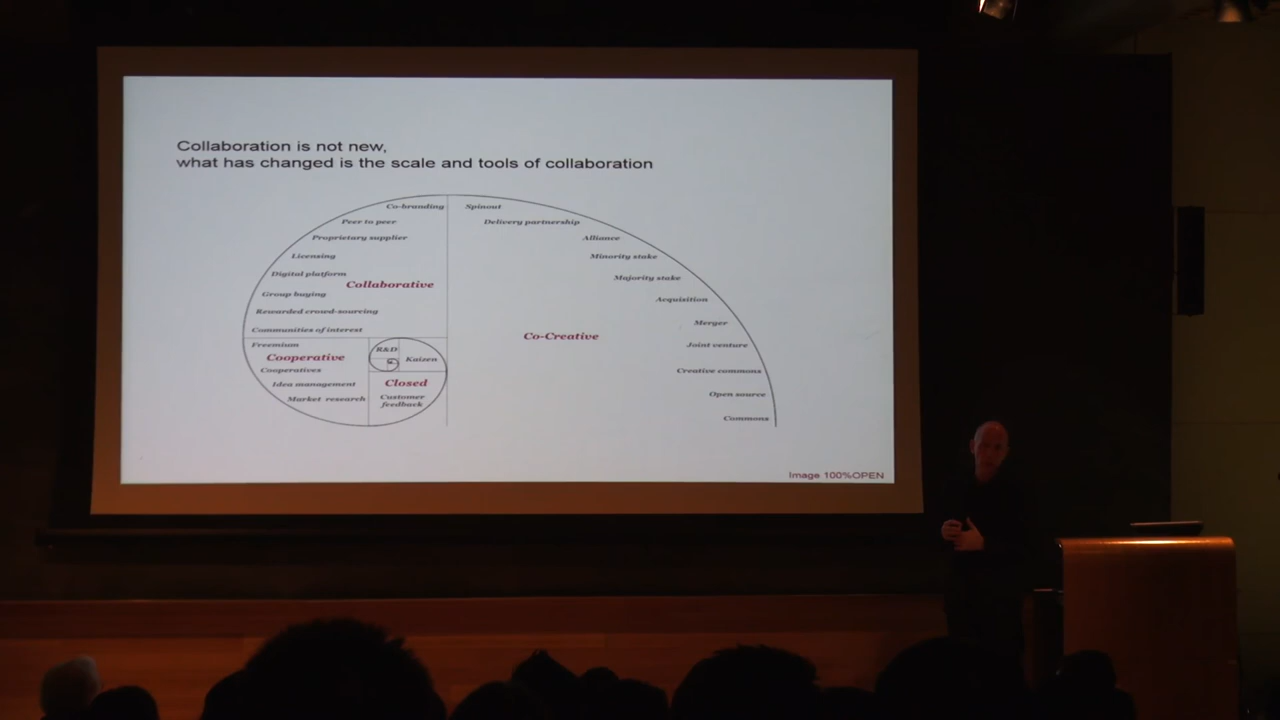 Collaboration is not new,
what has changed is the scale and tools of collaboration
Co-branding
Peer to peer
Proprietary supplier
Licensing
Digital platform
Collaborative
Group buying
Rewarded crowd-sourcing
Communities of interest
Freemium
Cooperative
Cooperatives
Idea management
Market research
R&D
Kaizen
Closed
Customer
feedback
Spinout
Delivery partnership
Alliance
Minority stake
Majority stake
Acquisition
Merger
Co-Creative
Joint venture
Creative commons
Open source
Commons
Image 100%OPEN